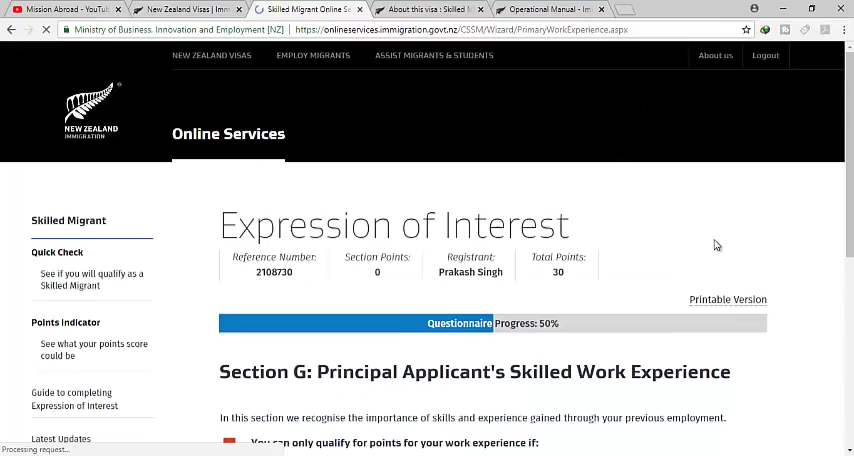 Mission Abroad - YouTu
New Zealand Visas | Imm
Skilled Migrant Online Se
About this visa : Skilled M
Operational Manual - Im
Ministry of Business, Innovation and Employment [NZ]
https://onlineservices.immigration.govt.nz/CSSM/Wizard/PrimaryWorkExperience.aspx
NEW ZEALAND VISAS
EMPLOY MIGRANTS
ASSIST MIGRANTS & STUDENTS
About us
Logout
NEW ZEALAND
IMMIGRATION
Online Services
Skilled Migrant
Quick Check
See if you will qualify as a
Skilled Migrant
Points Indicator
See what your points score
could be
Guide to completing
Expression of Interest
Latest Updates
Expression of Interest
Reference Number:
2108730
Section Points:
0
Registrant:
Prakash Singh
Total Points:
30
Printable Version
Questionnaire Progress: 50%
Section G: Principal Applicant's Skilled Work Experience
In this section we recognise the importance of skills and experience gained through your previous employment.
You can only qualify for points for your work experience if:
Processing request...